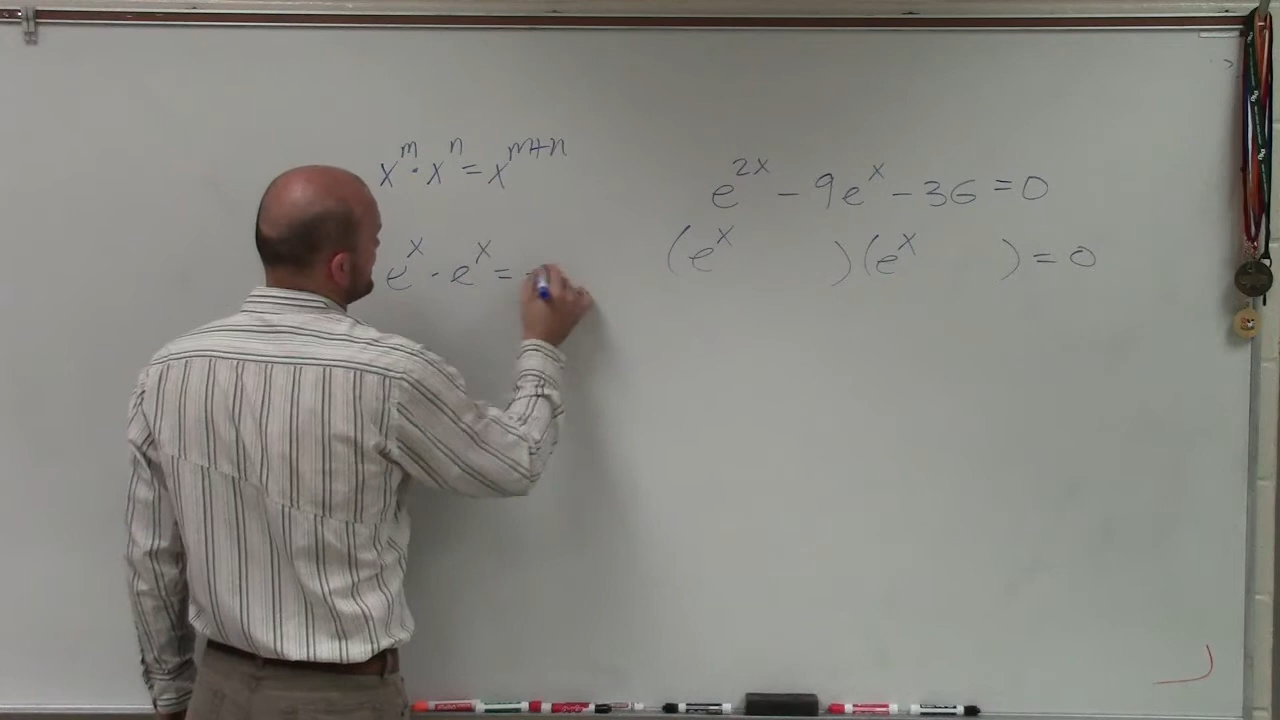 x^m · x^n = x^{m+n}
e^x · e^x =
e^{2x} - 9e^x - 36 = 0
(e^x    )(e^x    ) = 0